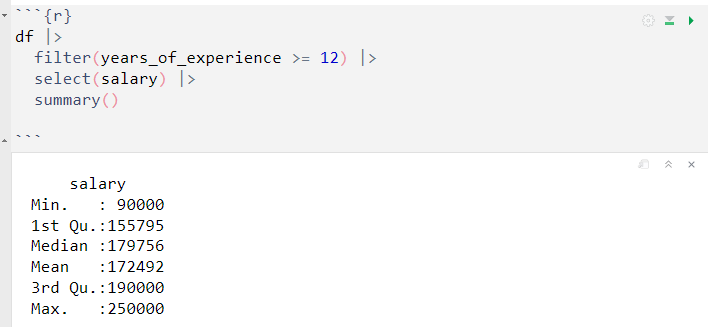 ```{r}
df |>
  filter(years_of_experience >= 12) |>
  select(salary) |>
  summary()
```
     salary
 Min.   : 90000
 1st Qu.:155795
 Median :179756
 Mean   :172492
 3rd Qu.:190000
 Max.   :250000